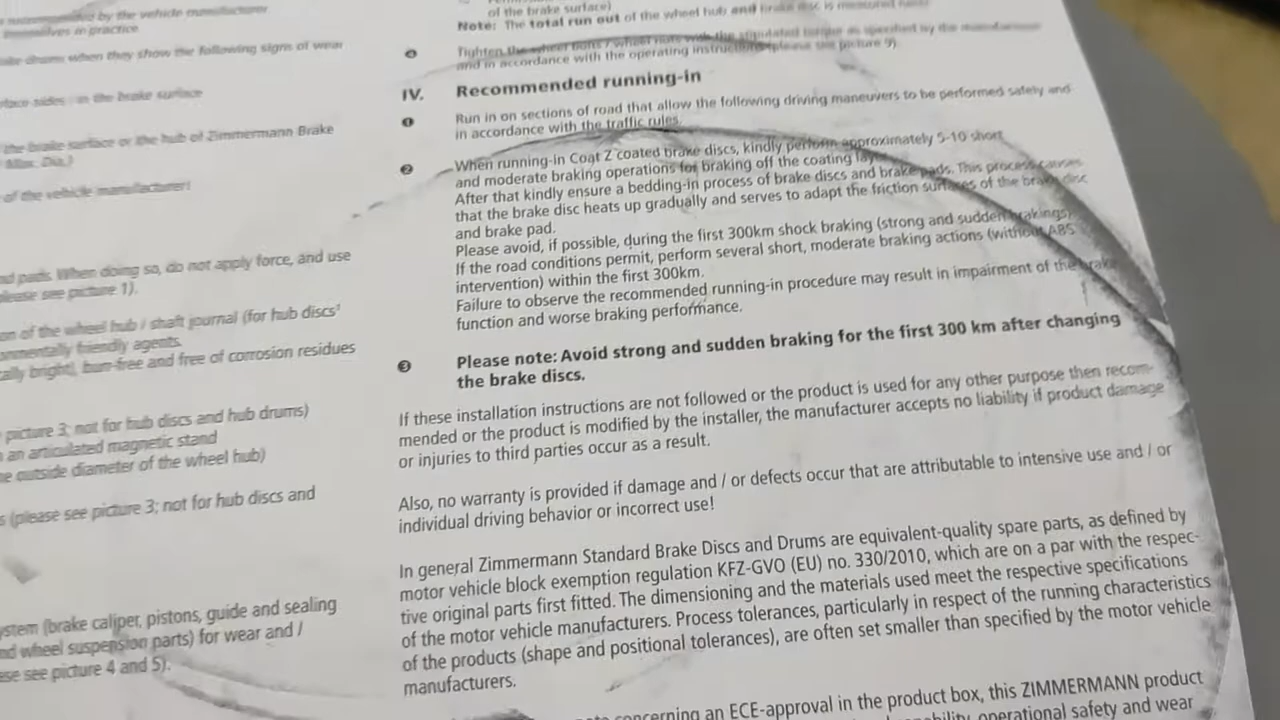 recommended by the vehicle manufacturer
themselves in practice
brake drums when they show the following signs of wear
in the brake surface
the brake surface or the hub of Zimmermann Brake
Max. Dia.)
of the vehicle manufacturer!
pads. When doing so, do not apply force, and use
please see picture 1).
of the wheel hub / shaft journal (for hub discs¹
friendly agents.
bright), burr-free and free of corrosion residues
picture 3; not for hub discs and hub drums)
an articulated magnetic stand
outside diameter of the wheel hub)
(please see picture 3; not for hub discs and
system (brake caliper, pistons, guide and sealing
and wheel suspension parts) for wear and /
see picture 4 and 5).
of the brake surface)
Note: The total run out of the wheel hub and brake disc is measured
Tighten the wheel bolts / wheel nuts with the stipulated torque as specified by the manufacturer
and in accordance with the operating instructions (please see picture 9)
IV. Recommended running-in
❶ Run in on sections of road that allow the following driving maneuvers to be performed safely and
in accordance with the traffic rules.
❷ When running-in Coat Z coated brake discs, kindly perform approximately 5-10 short
and moderate braking operations for braking off the coating
After that kindly ensure a bedding-in process of brake discs and brake pads. This process causes
that the brake disc heats up gradually and serves to adapt the friction surfaces of the brake disc
and brake pad.
Please avoid, if possible, during the first 300km shock braking (strong and sudden brakings)
If the road conditions permit, perform several short, moderate braking actions (without ABS
intervention) within the first 300km.
Failure to observe the recommended running-in procedure may result in impairment of the brake
function and worse braking performance.
❸ Please note: Avoid strong and sudden braking for the first 300 km after changing
the brake discs.
If these installation instructions are not followed or the product is used for any other purpose then recom-
mended or the product is modified by the installer, the manufacturer accepts no liability if product damage
or injuries to third parties occur as a result.
Also, no warranty is provided if damage and / or defects occur that are attributable to intensive use and / or
individual driving behavior or incorrect use!
In general Zimmermann Standard Brake Discs and Drums are equivalent-quality spare parts, as defined by
motor vehicle block exemption regulation KFZ-GVO (EU) no. 330/2010, which are on a par with the respec-
tive original parts first fitted. The dimensioning and the materials used meet the respective specifications
of the motor vehicle manufacturers. Process tolerances, particularly in respect of the running characteristics
of the products (shape and positional tolerances), are often set smaller than specified by the motor vehicle
manufacturers.
concerning an ECE-approval in the product box, this ZIMMERMANN product
operational safety and wear